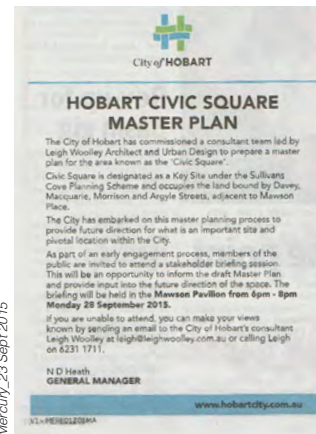 City of HOBART
HOBART CIVIC SQUARE
MASTER PLAN
The City of Hobart has commissioned a consultant team led by
Leigh Woolley Architect and Urban Design to prepare a master
plan for the area known as the 'Civic Square'.
Civic Square is designated as a Key Site under the Sullivans
Cove Planning Scheme and occupies the land bound by Davey,
Macquarie, Morrison and Argyle Streets, adjacent to Mawson
Place.
The City has embarked on this master planning process to
provide future direction for what is an important site and
pivotal location within the City.
As part of an early engagement process, members of the
public are invited to attend a stakeholder briefing session.
This will be an opportunity to inform the draft Master Plan
and provide input into the future direction of the space. The
briefing will be held in the Mawson Pavilion from 6pm - 8pm
Monday 28 September 2015.
If you are unable to attend, you can make your views
known by sending an email to the City of Hobart's consultant
Leigh Woolley at leigh@leighwoolley.com.au or calling Leigh
on 6231 1711.
N D Heath
GENERAL MANAGER
www.hobartcity.com.au
Mercury_23 Sept 2015